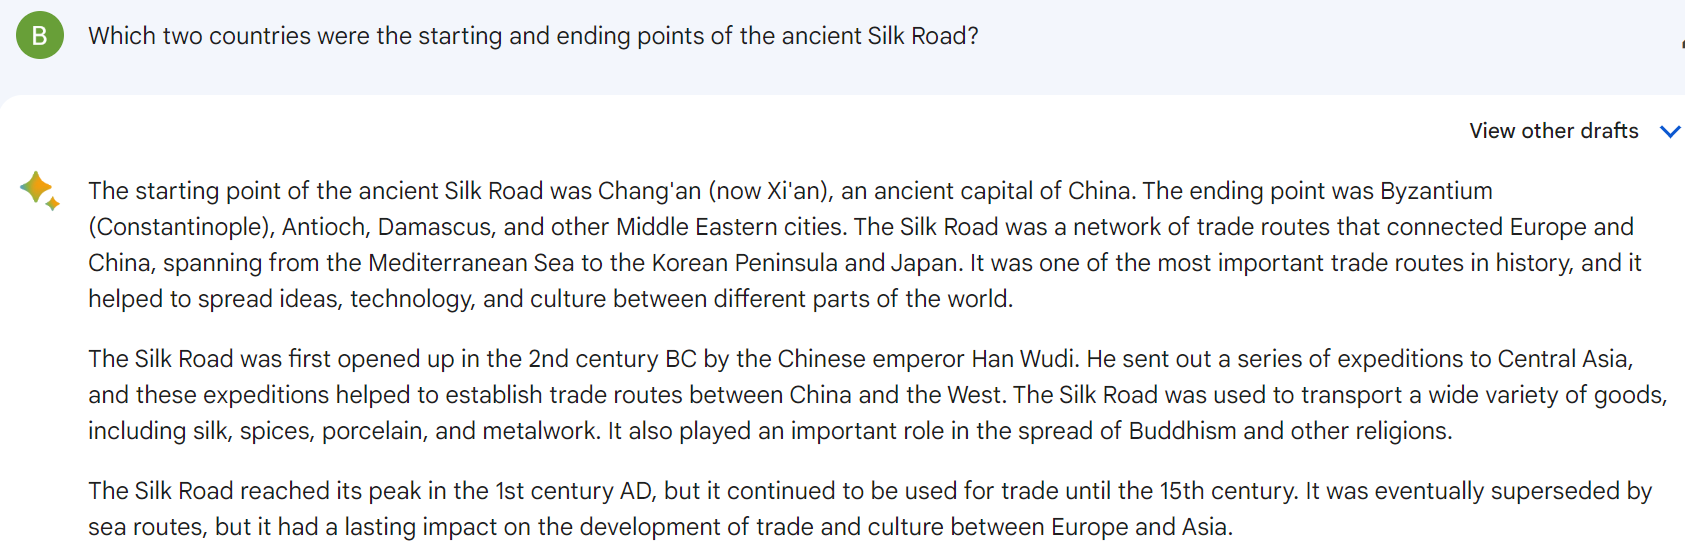 B
Which two countries were the starting and ending points of the ancient Silk Road?
View other drafts
The starting point of the ancient Silk Road was Chang'an (now Xi'an), an ancient capital of China. The ending point was Byzantium
(Constantinople), Antioch, Damascus, and other Middle Eastern cities. The Silk Road was a network of trade routes that connected Europe and
China, spanning from the Mediterranean Sea to the Korean Peninsula and Japan. It was one of the most important trade routes in history, and it
helped to spread ideas, technology, and culture between different parts of the world.
The Silk Road was first opened up in the 2nd century BC by the Chinese emperor Han Wudi. He sent out a series of expeditions to Central Asia,
and these expeditions helped to establish trade routes between China and the West. The Silk Road was used to transport a wide variety of goods,
including silk, spices, porcelain, and metalwork. It also played an important role in the spread of Buddhism and other religions.
The Silk Road reached its peak in the 1st century AD, but it continued to be used for trade until the 15th century. It was eventually superseded by
sea routes, but it had a lasting impact on the development of trade and culture between Europe and Asia.